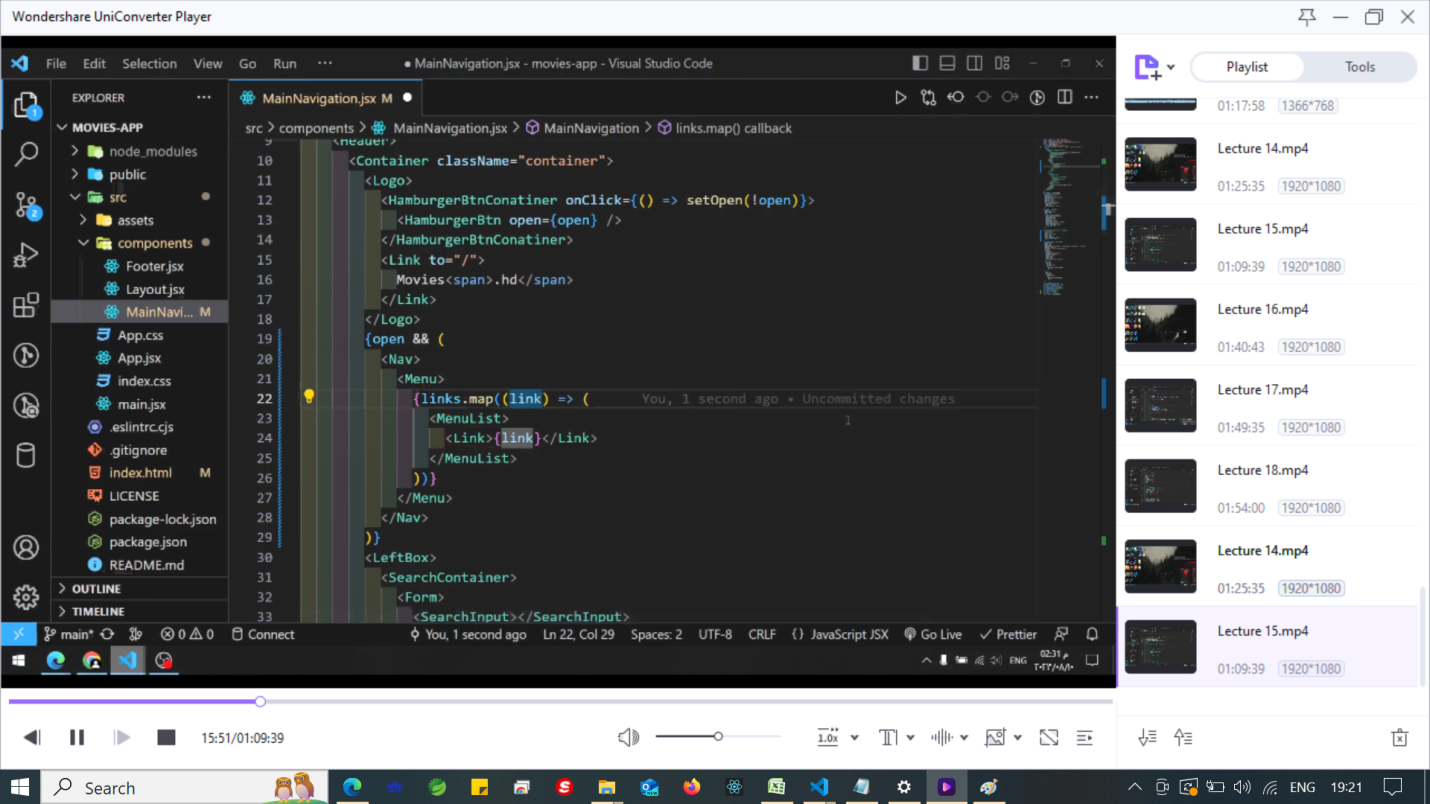 Wondershare UniConverter Player
File Edit Selection View Go Run ···
● MainNavigation.jsx - movies-app - Visual Studio Code
EXPLORER ···
MOVIES-APP
node_modules
public
src
assets
components
Footer.jsx
Layout.jsx
MainNavi... M
App.css
App.jsx
index.css
main.jsx
.eslintrc.cjs
.gitignore
index.html M
LICENSE
package-lock.json
package.json
README.md
OUTLINE
TIMELINE
1
2
MainNavigation.jsx M ●
src > components > MainNavigation.jsx > MainNavigation > links.map() callback
9 <Header>
10 <Container className="container">
11 <Logo>
12 <HamburgerBtnConatiner onClick={() => setOpen(!open)}>
13 <HamburgerBtn open={open} />
14 </HamburgerBtnConatiner>
15 <Link to="/">
16 Movies<span>.hd</span>
17 </Link>
18 </Logo>
19 {open && (
20 <Nav>
21 <Menu>
22 {links.map((link) => ( You, 1 second ago • Uncommitted changes
23 <MenuList>
24 <Link>{link}</Link>
25 </MenuList>
26 ))}
27 </Menu>
28 </Nav>
29 )}
30 <LeftBox>
31 <SearchContainer>
32 <Form>
33 <SearchInput></SearchInput>
main* 0 0 Connect You, 1 second ago Ln 22, Col 29 Spaces: 2 UTF-8 CRLF {} JavaScript JSX Go Live Prettier
ENG
15:51/01:09:39
1.0x
Playlist Tools
01:17:58 1366*768
Lecture 14.mp4
01:25:35 1920*1080
Lecture 15.mp4
01:09:39 1920*1080
Lecture 16.mp4
01:40:43 1920*1080
Lecture 17.mp4
01:49:35 1920*1080
Lecture 18.mp4
01:54:00 1920*1080
Lecture 14.mp4
01:25:35 1920*1080
Lecture 15.mp4
01:09:39 1920*1080
Search
ENG 19:21